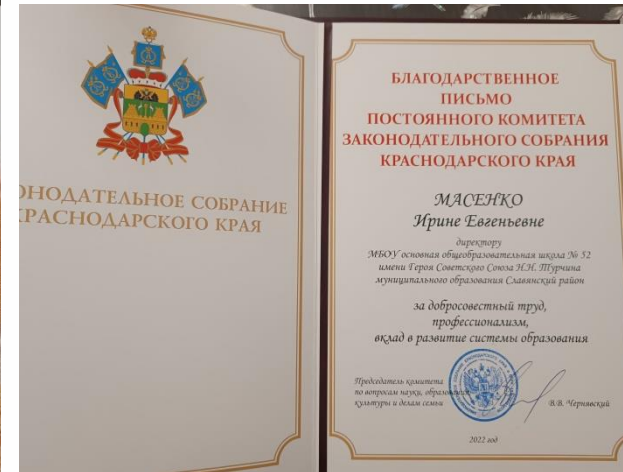 ОНОДАТЕЛЬНОЕ СОБРАНИЕ
КРАСНОДАРСКОГО КРАЯ
БЛАГОДАРСТВЕННОЕ
ПИСЬМО
ПОСТОЯННОГО КОМИТЕТА
ЗАКОНОДАТЕЛЬНОГО СОБРАНИЯ
КРАСНОДАРСКОГО КРАЯ
МАСЕНКО
Ирине Евгеньевне
директору
МБОУ основная общеобразовательная школа № 52
имени Героя Советского Союза Н.Н. Турчина
муниципального образования Славянский район
за добросовестный труд,
профессионализм,
вклад в развитие системы образования
Председатель комитета
по вопросам науки, образования,
культуры и делам семьи
В.В. Чернявский
2022 год